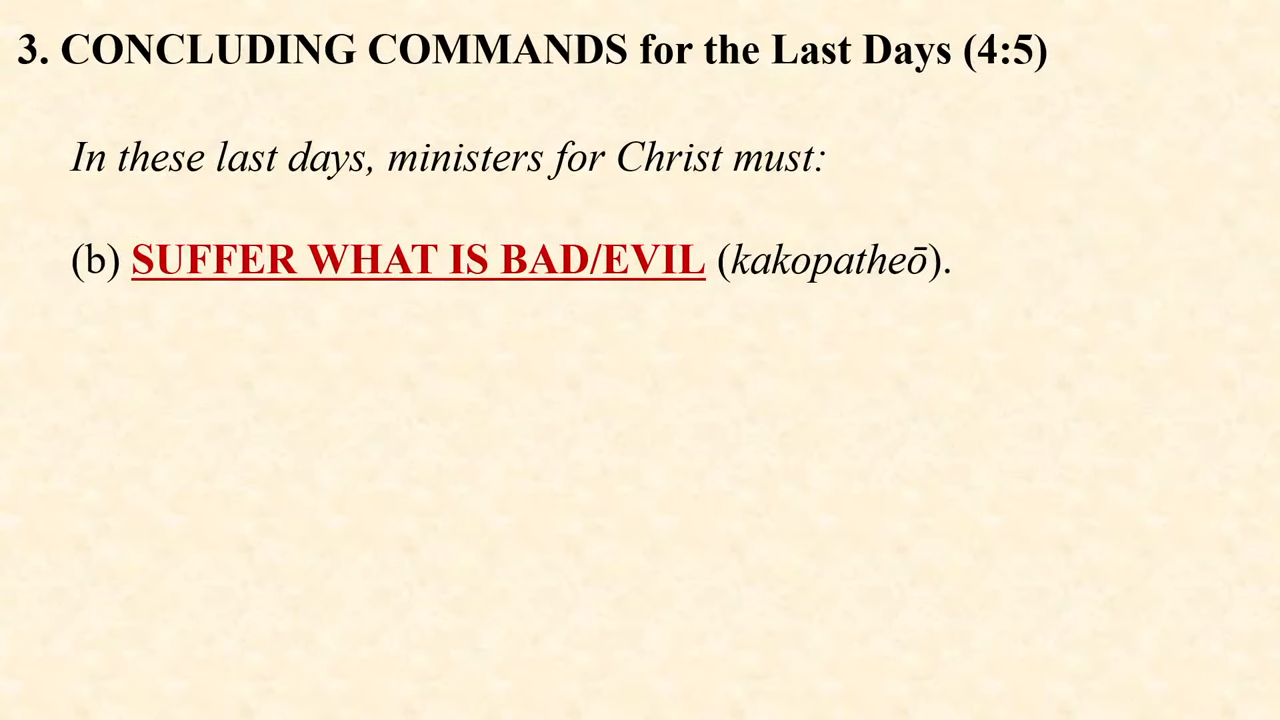 3. CONCLUDING COMMANDS for the Last Days (4:5)
In these last days, ministers for Christ must:
(b) SUFFER WHAT IS BAD/EVIL (kakopatheō).